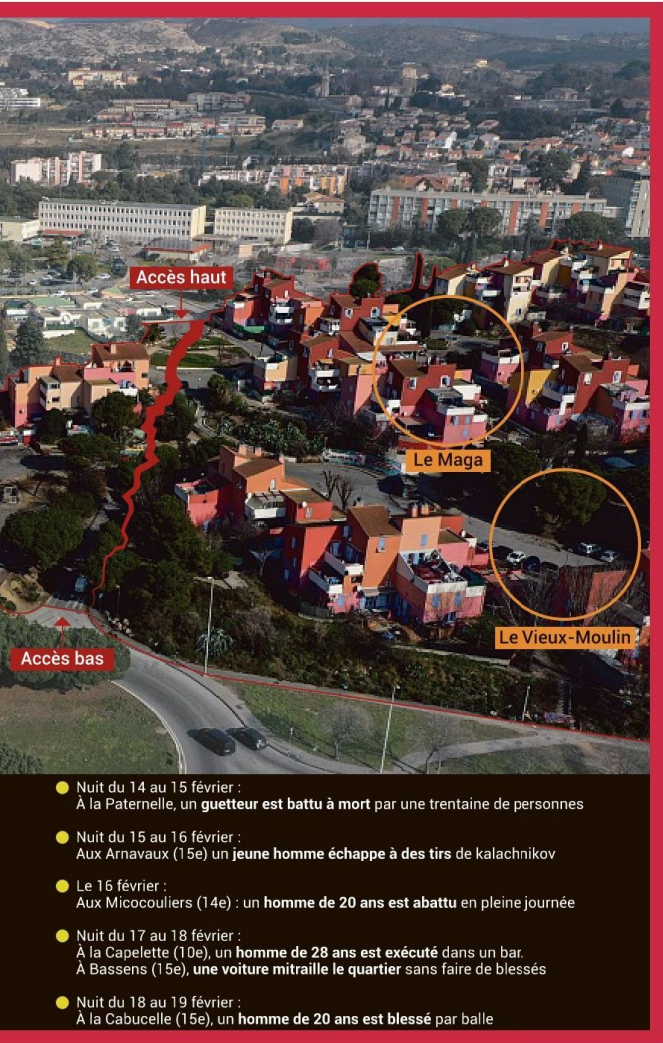 Accès haut
Le Maga
Le Vieux-Moulin
Accès bas
Nuit du 14 au 15 février :
À la Paternelle, un guetteur est battu à mort par une trentaine de personnes
Nuit du 15 au 16 février :
Aux Arnavaux (15e) un jeune homme échappe à des tirs de kalachnikov
Le 16 février :
Aux Micocouliers (14e) : un homme de 20 ans est abattu en pleine journée
Nuit du 17 au 18 février :
À la Capelette (10e), un homme de 28 ans est exécuté dans un bar.
À Bassens (15e), une voiture mitraille le quartier sans faire de blessés
Nuit du 18 au 19 février :
À la Cabucelle (15e), un homme de 20 ans est blessé par balle